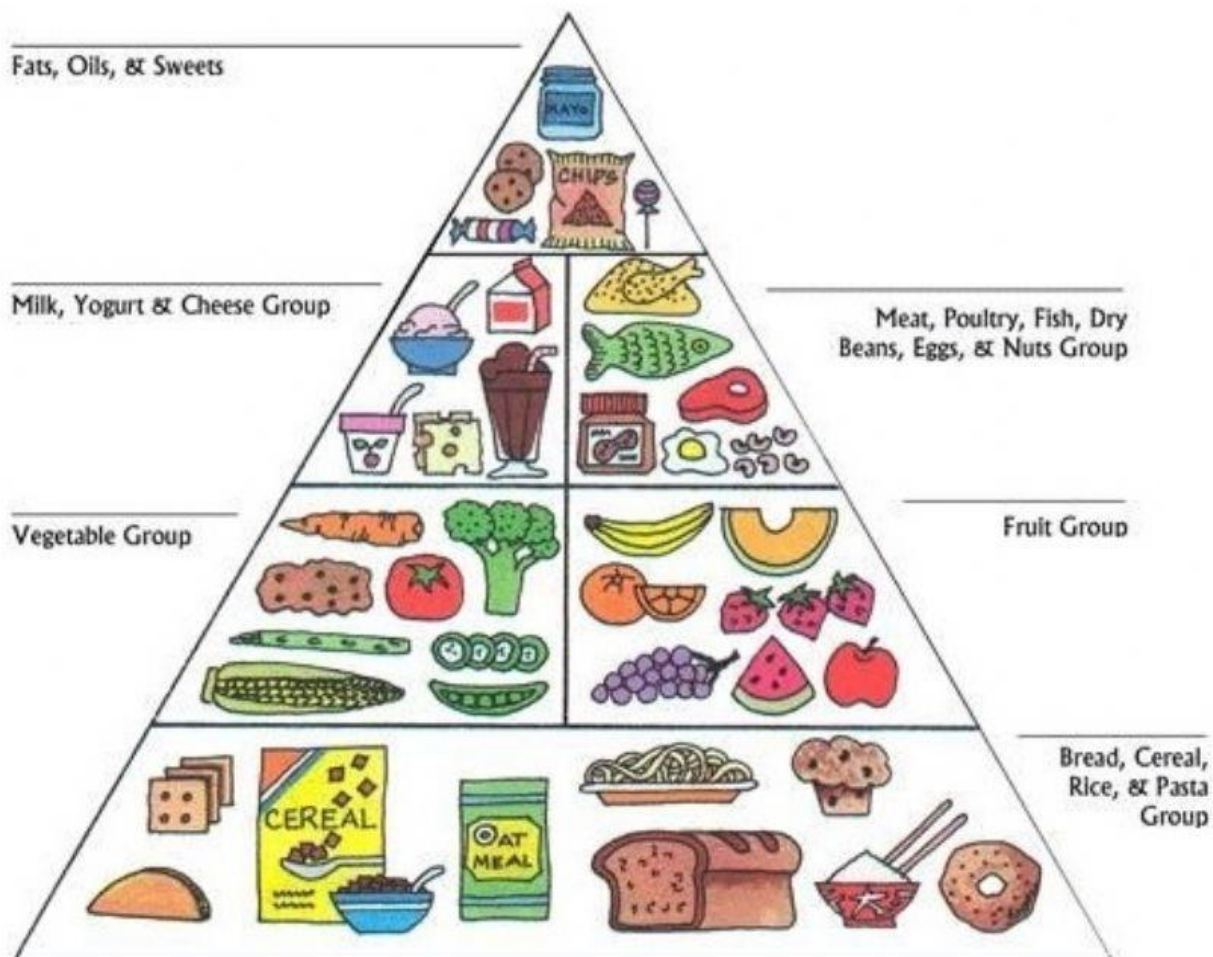 Fats, Oils, & Sweets
MAYO
CHIPS
Milk, Yogurt & Cheese Group
Meat, Poultry, Fish, Dry
Beans, Eggs, & Nuts Group
Vegetable Group
Fruit Group
Bread, Cereal,
Rice, & Pasta
Group
CEREAL
OAT
MEAL